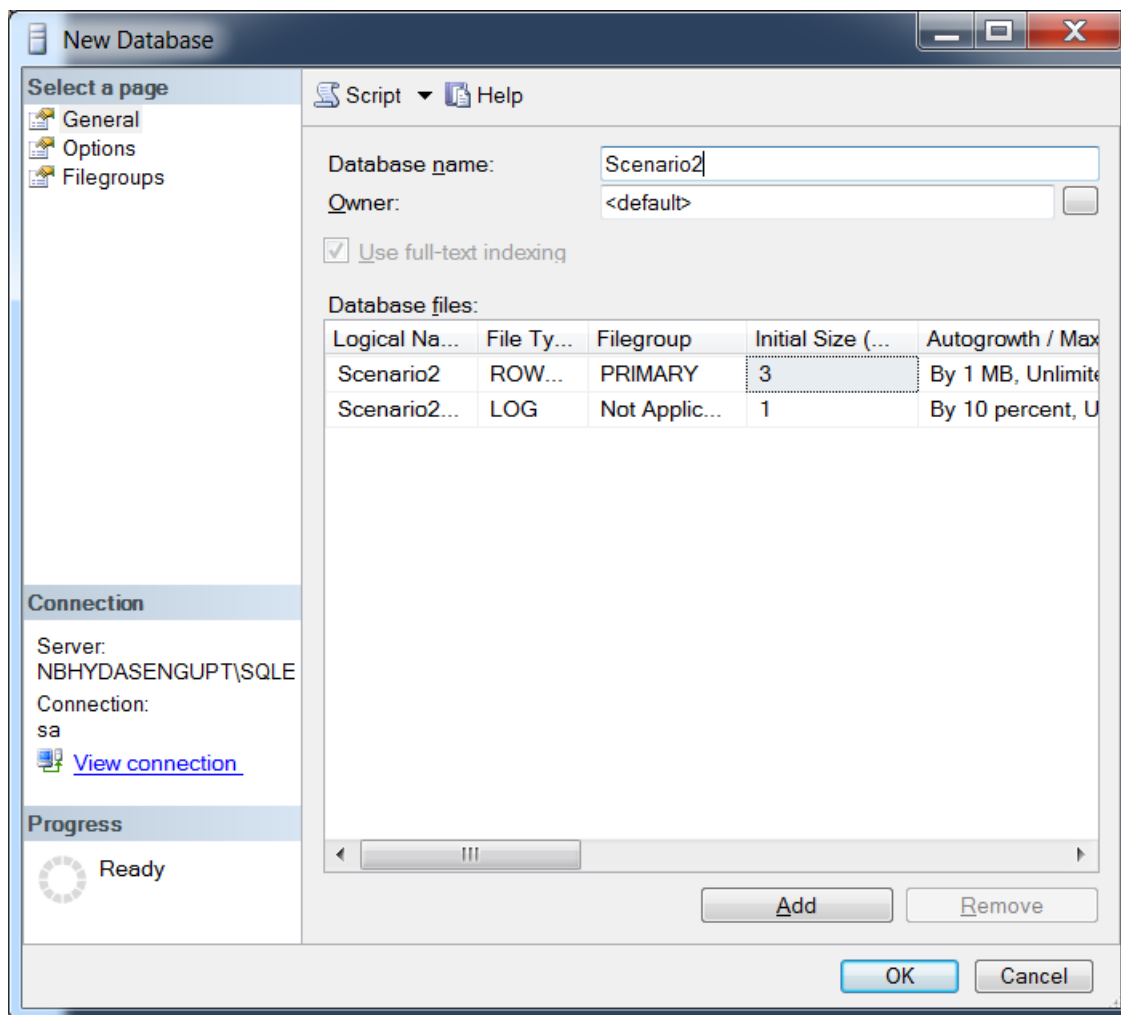 New Database
Select a page
General
Options
Filegroups
Script Help
Database name: Scenario2
Owner: <default>
Use full-text indexing
Database files:
Logical Na... File Ty... Filegroup Initial Size (... Autogrowth / Max
Scenario2 ROW... PRIMARY 3 By 1 MB, Unlimite
Scenario2... LOG Not Applic... 1 By 10 percent, U
Connection
Server:
NBHYDASENGUPT\SQLE
Connection:
sa
View connection
Progress
Ready
Add Remove
OK Cancel